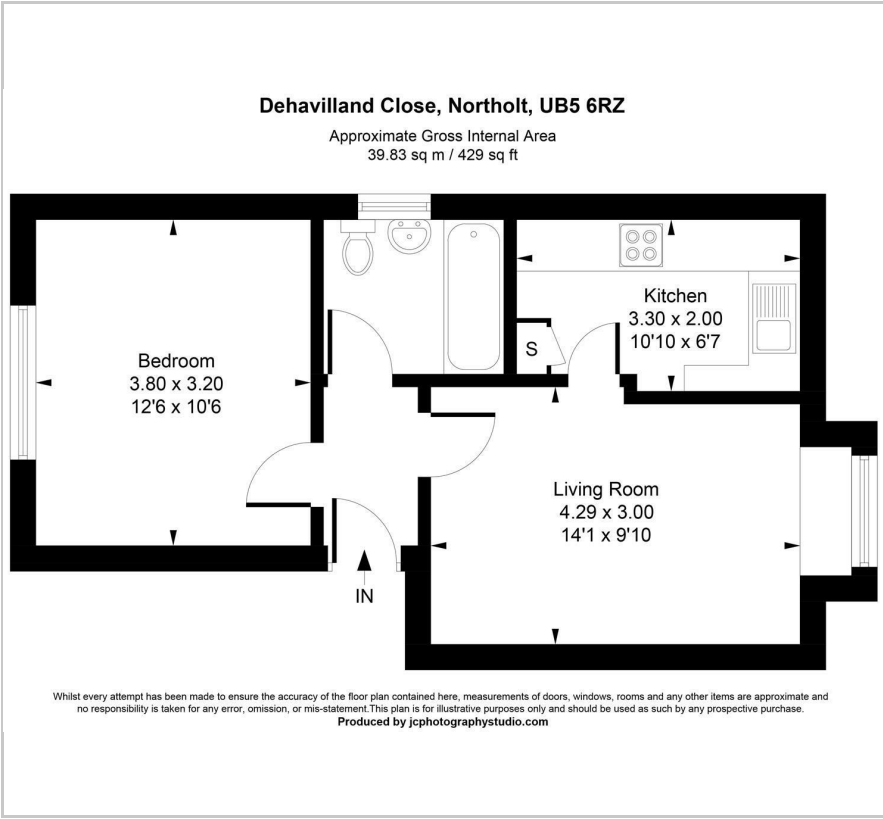 Dehavilland Close, Northolt, UB5 6RZ
Approximate Gross Internal Area
39.83 sq m / 429 sq ft
Kitchen
3.30 x 2.00
10'10 x 6'7
S
Bedroom
3.80 x 3.20
12'6 x 10'6
Living Room
4.29 x 3.00
14'1 x 9'10
IN
Whilst every attempt has been made to ensure the accuracy of the floor plan contained here, measurements of doors, windows, rooms and any other items are approximate and
no responsibility is taken for any error, omission, or mis-statement.This plan is for illustrative purposes only and should be used as such by any prospective purchase.
Produced by jcphotographystudio.com